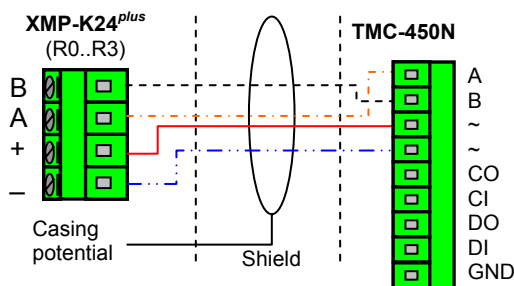 XMP-K24plus
(R0..R3)
B
A
+
–
Casing
potential
Shield
TMC-450N
A
B
~
~
CO
CI
DO
DI
GND